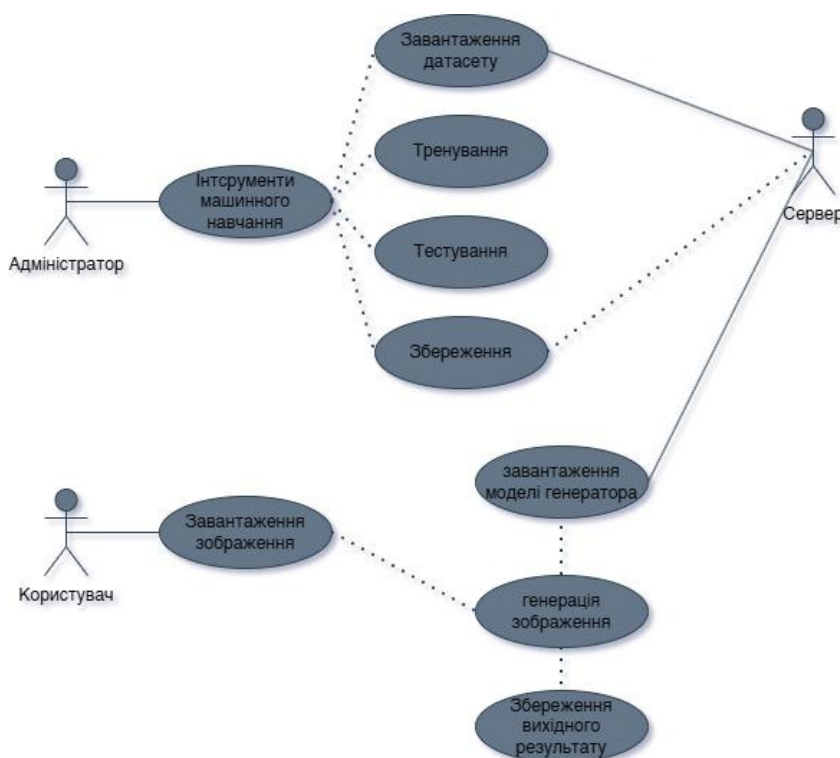 Завантаження
датасету
Тренування
Інтсрументи
машинного
навчання
Сервер
Тестування
Адміністратор
Збереження
завантаження
моделі генератора
Завантаження
зображення
Користувач
генерація
зображення
Збереження
вихідного
результату